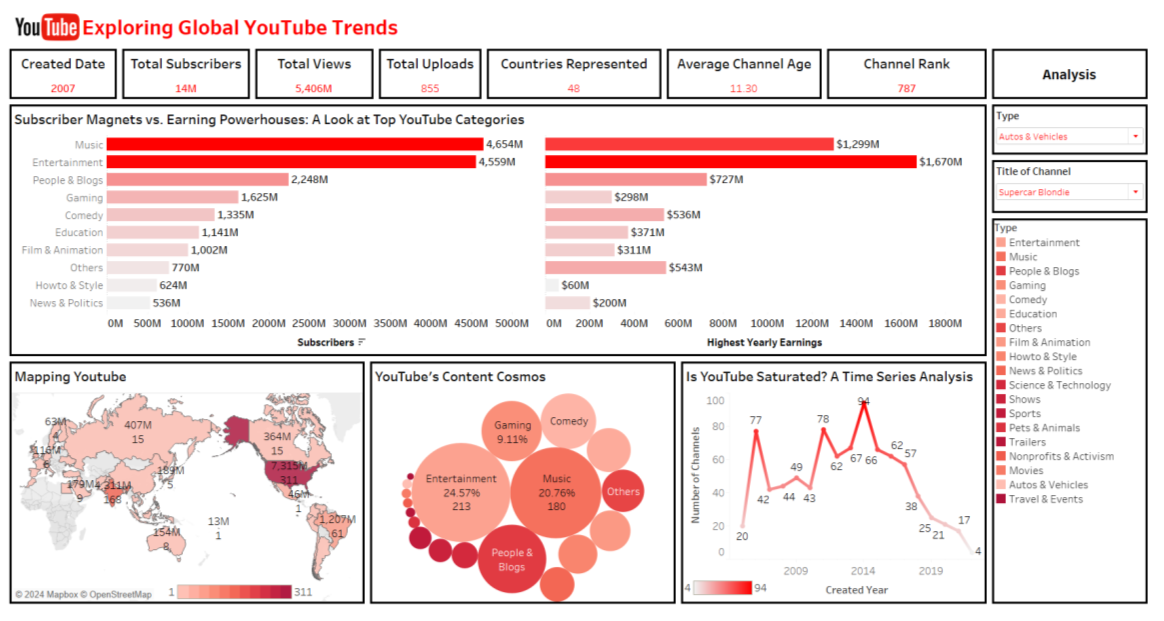 YouTube Exploring Global YouTube Trends
Created Date
2007
Total Subscribers
14M
Total Views
5,406M
Total Uploads
855
Countries Represented
48
Average Channel Age
11.30
Channel Rank
787
Analysis
Type
Autos & Vehicles
Title of Channel
Supercar Blondie
Subscriber Magnets vs. Earning Powerhouses: A Look at Top YouTube Categories
Music 4,654M $1,299M
Entertainment 4,559M $1,670M
People & Blogs 2,248M $727M
Gaming 1,625M $298M
Comedy 1,335M $536M
Education 1,141M $371M
Film & Animation 1,002M $311M
Others 770M $543M
Howto & Style 624M $60M
News & Politics 536M $200M
0M 500M 1000M 1500M 2000M 2500M 3000M 3500M 4000M 4500M 5000M 0M 200M 400M 600M 800M 1000M 1200M 1400M 1600M 1800M
Subscribers
Highest Yearly Earnings
Type
Entertainment
Music
People & Blogs
Gaming
Comedy
Education
Others
Film & Animation
Howto & Style
News & Politics
Science & Technology
Shows
Sports
Pets & Animals
Trailers
Nonprofits & Activism
Movies
Autos & Vehicles
Travel & Events
Mapping Youtube
63M
4
407M
15
364M
15
116M
6
189M
5
7,315M
311
179M
9
4,311M
168
46M
1
13M
1
1,207M
61
154M
8
© 2024 Mapbox © OpenStreetMap
1 311
YouTube's Content Cosmos
Gaming
9.11%
Comedy
Entertainment
24.57%
213
Music
20.76%
180
Others
People &
Blogs
Is YouTube Saturated? A Time Series Analysis
Number of Channels
100
80
60
40
20
0
20
77
42
44
49
43
78
62
67
94
66
62
57
38
25
21
17
4
2009 2014 2019
Created Year
4 94